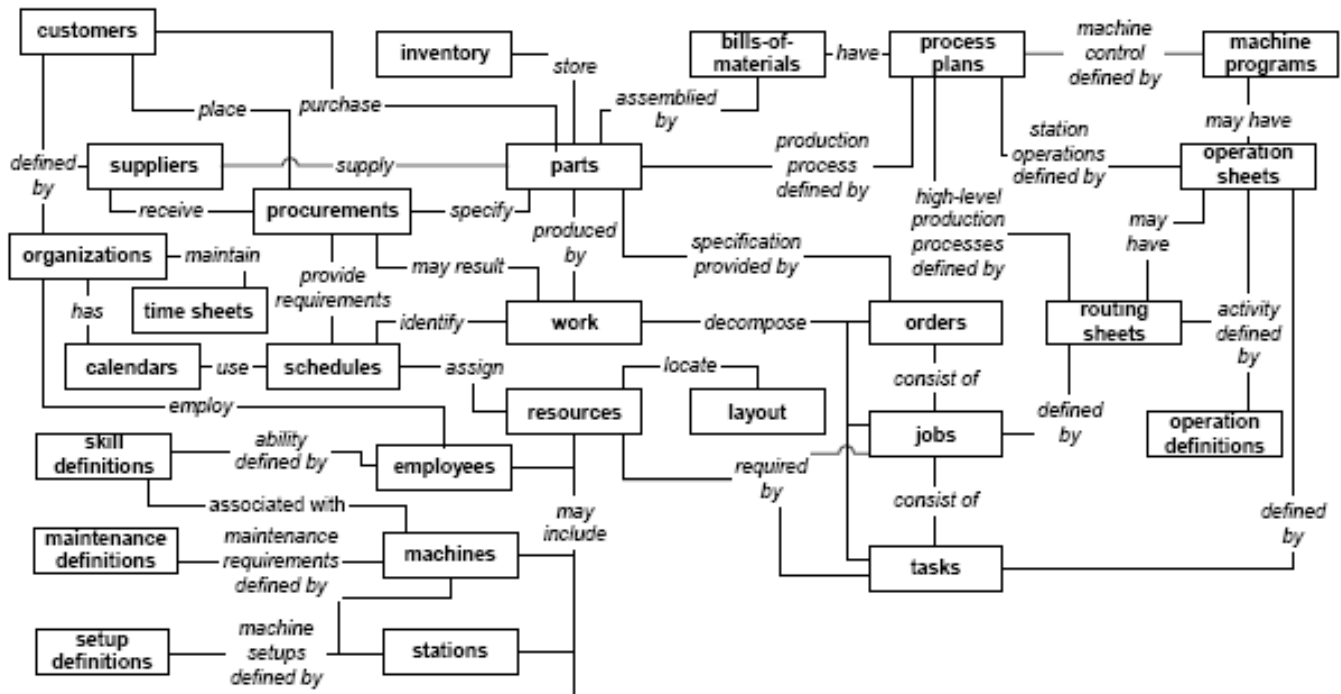 customers
inventory
bills-of-
materials
have
process
plans
machine
control
defined by
machine
programs
store
place
purchase
assemblied
by
may have
defined
by
suppliers
supply
parts
production
process
defined by
station
operations
defined by
operation
sheets
receive
procurements
specify
high-level
production
processes
defined by
may
have
organizations
maintain
provide
requirements
may result
produced
by
specification
provided by
has
time sheets
identify
work
decompose
orders
routing
sheets
activity
defined
by
calendars
use
schedules
assign
locate
consist of
employ
resources
layout
jobs
defined
by
operation
definitions
skill
definitions
ability
defined by
employees
required
by
associated with
may
include
consist of
defined
by
maintenance
definitions
maintenance
requirements
defined by
machines
tasks
setup
definitions
machine
setups
defined by
stations